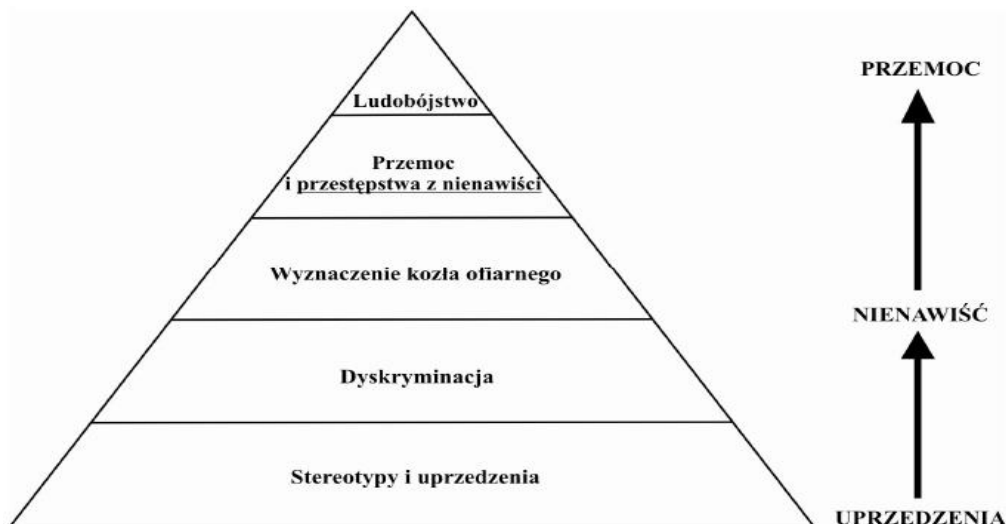 Ludobójstwo
Przemoc
i przestępstwa z nienawiści
Wyznaczenie kozła ofiarnego
Dyskryminacja
Stereotypy i uprzedzenia
PRZEMOC
NIENAWIŚĆ
UPRZEDZENIA